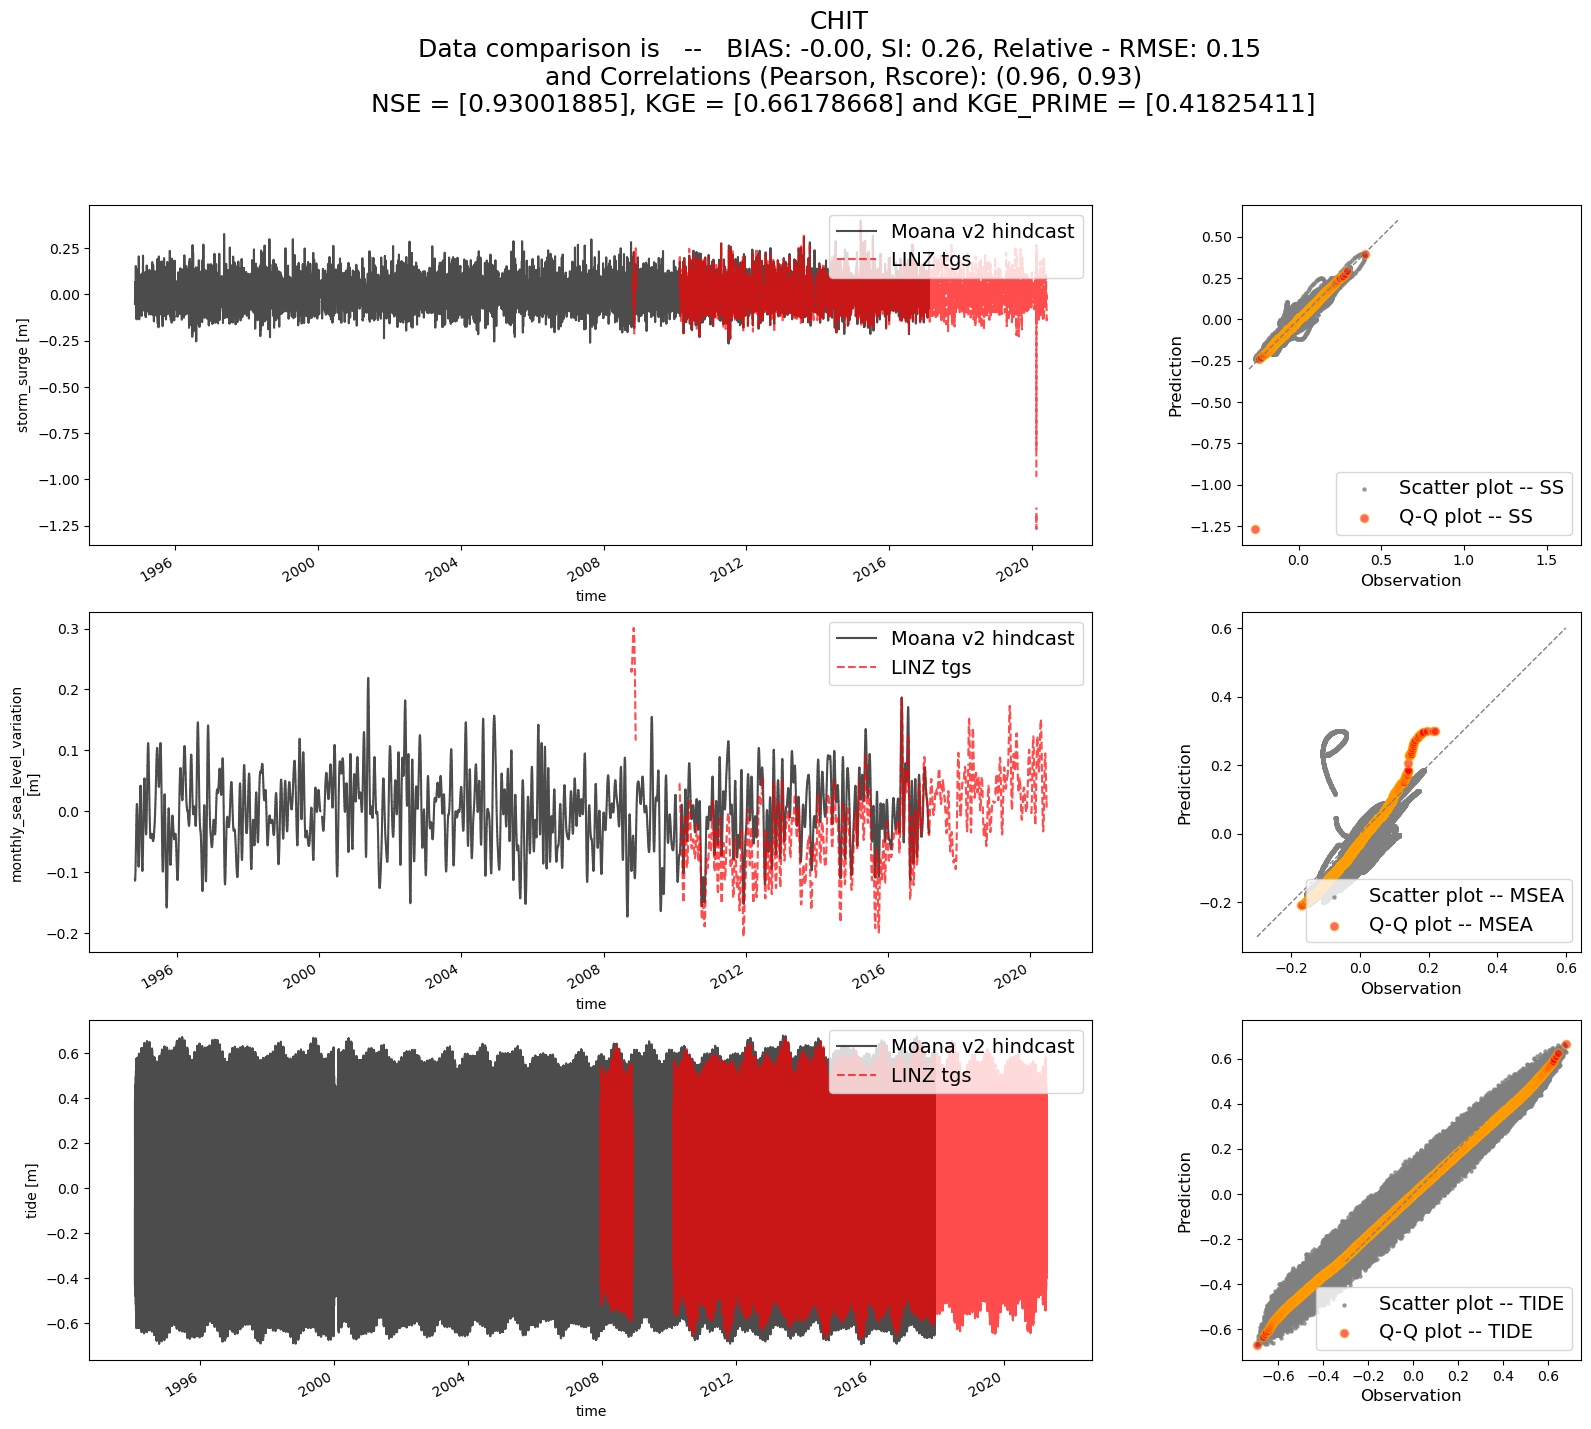 CHIT
Data comparison is -- BIAS: -0.00, SI: 0.26, Relative - RMSE: 0.15
and Correlations (Pearson, Rscore): (0.96, 0.93)
NSE = [0.93001885], KGE = [0.66178668] and KGE_PRIME = [0.41825411]
storm_surge [m]
0.25
0.00
−0.25
−0.50
−0.75
−1.00
−1.25
Moana v2 hindcast
LINZ tgs
1996
2000
2004
2008
2012
2016
2020
time
Prediction
0.50
0.25
0.00
−0.25
−0.50
−0.75
−1.00
−1.25
Scatter plot -- SS
Q-Q plot -- SS
0.0
0.5
1.0
1.5
Observation
monthly_sea_level_variation
[m]
0.3
0.2
0.1
0.0
−0.1
−0.2
Moana v2 hindcast
LINZ tgs
1996
2000
2004
2008
2012
2016
2020
time
Prediction
0.6
0.4
0.2
0.0
−0.2
Scatter plot -- MSEA
Q-Q plot -- MSEA
−0.2
0.0
0.2
0.4
0.6
Observation
tide [m]
0.6
0.4
0.2
0.0
−0.2
−0.4
−0.6
Moana v2 hindcast
LINZ tgs
1996
2000
2004
2008
2012
2016
2020
time
Prediction
0.6
0.4
0.2
0.0
−0.2
−0.4
−0.6
Scatter plot -- TIDE
Q-Q plot -- TIDE
−0.6
−0.4
−0.2
0.0
0.2
0.4
0.6
Observation